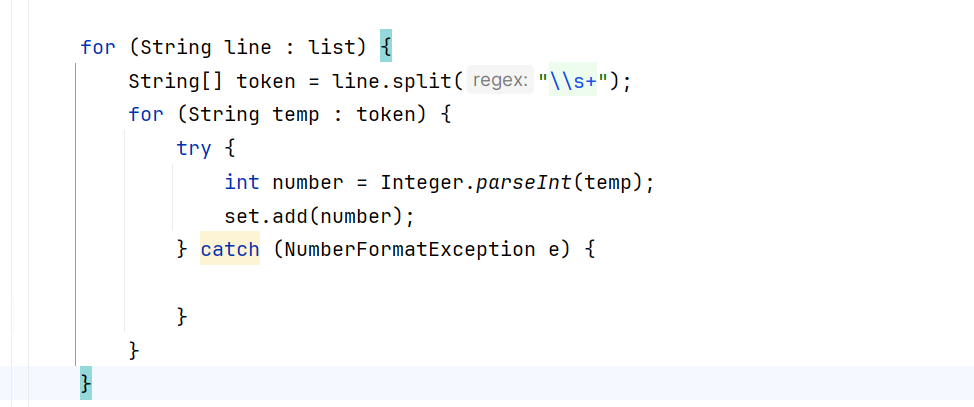 for (String line : list) {
String[] token = line.split( regex: "\\s+");
for (String temp : token) {
try {
int number = Integer.parseInt(temp);
set.add(number);
} catch (NumberFormatException e) {
}
}
}